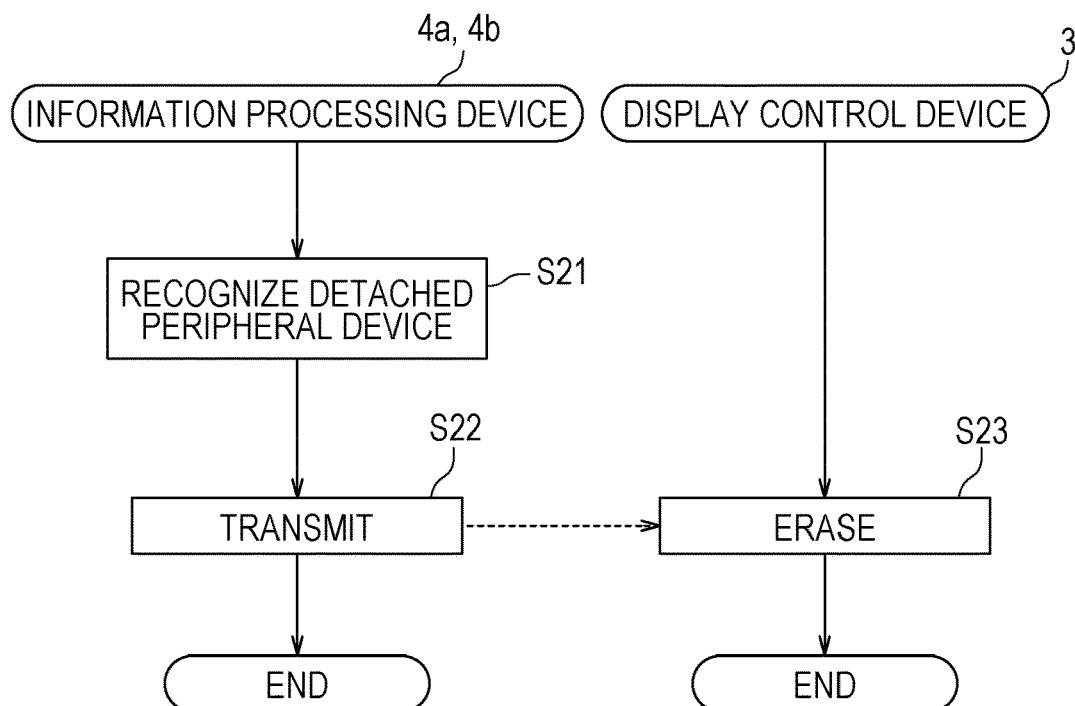 4a, 4b
3
INFORMATION PROCESSING DEVICE
DISPLAY CONTROL DEVICE
RECOGNIZE DETACHED
PERIPHERAL DEVICE
S21
S22
S23
TRANSMIT
ERASE
END
END